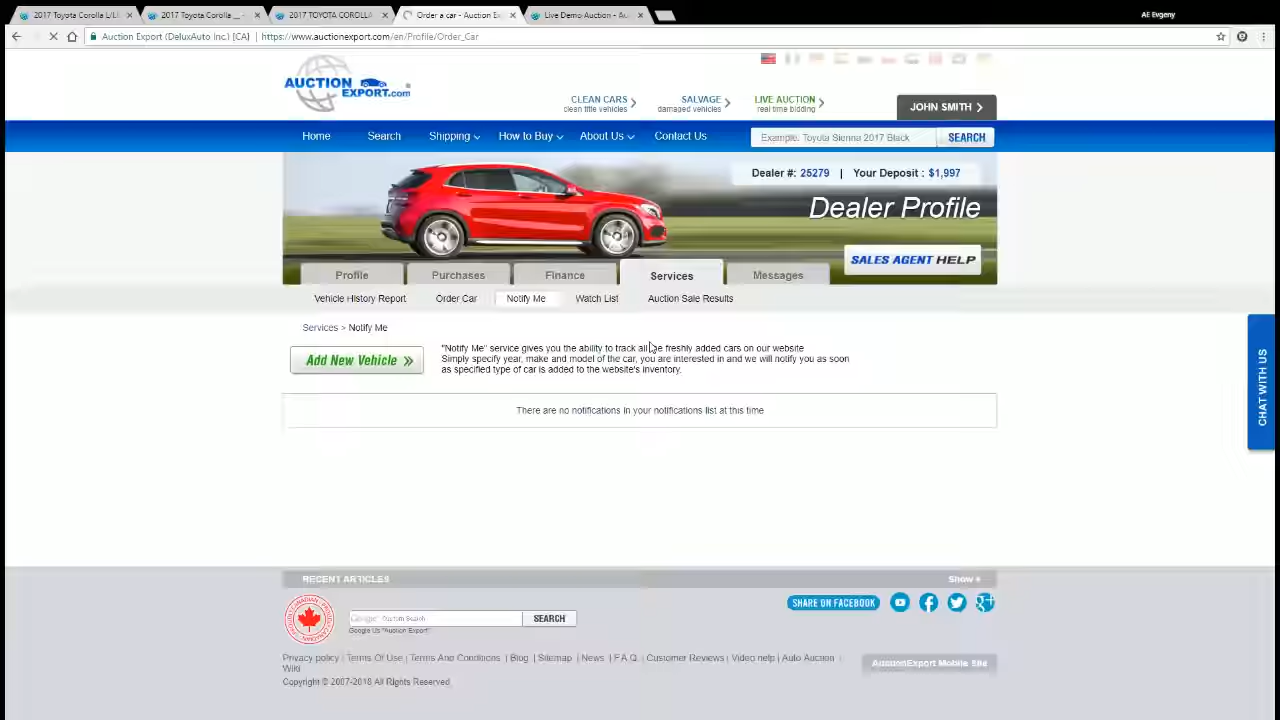 2017 Toyota Corolla L/LI
2017 Toyota Corolla
2017 TOYOTA COROLLA
Order a car - Auction Ex
Live Demo Auction - Au
AE Evgeny
Auction Export (DeluxAuto Inc.) [CA] | https://www.auctionexport.com/en/Profile/Order_Car
AUCTION
EXPORT.com
CLEAN CARS
clean title vehicles
SALVAGE
damaged vehicles
LIVE AUCTION
real time bidding
JOHN SMITH
Home Search Shipping How to Buy About Us Contact Us
Example: Toyota Sienna 2017 Black SEARCH
Dealer #: 25279 | Your Deposit : $1,997
Dealer Profile
SALES AGENT HELP
Profile Purchases Finance Services Messages
Vehicle History Report Order Car Notify Me Watch List Auction Sale Results
Services > Notify Me
Add New Vehicle >>
"Notify Me" service gives you the ability to track all the freshly added cars on our website
Simply specify year, make and model of the car, you are interested in and we will notify you as soon
as specified type of car is added to the website's inventory.
There are no notifications in your notifications list at this time
CHAT WITH US
RECENT ARTICLES Show +
Google Custom Search SEARCH
Google Us "Auction Export"
SHARE ON FACEBOOK
Privacy policy | Terms Of Use | Terms And Conditions | Blog | Sitemap | News | F.A.Q. | Customer Reviews | Video help | Auto Auction |
Wiki
Copyright © 2007-2018 All Rights Reserved.
AuctionExport Mobile Site